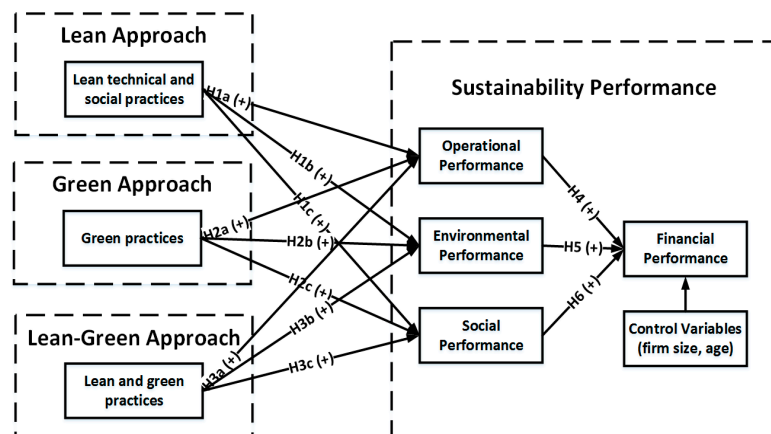 Lean Approach
Lean technical and
social practices
H1a (+)
H1b (+)
H1c (+)
Green Approach
Green practices
H2a (+)
H2b (+)
H2c (+)
Lean-Green Approach
Lean and green
practices
H3a (+)
H3b (+)
H3c (+)
Sustainability Performance
Operational
Performance
Environmental
Performance
Social
Performance
H4 (+)
H5 (+)
H6 (+)
Financial
Performance
Control Variables
(firm size, age)